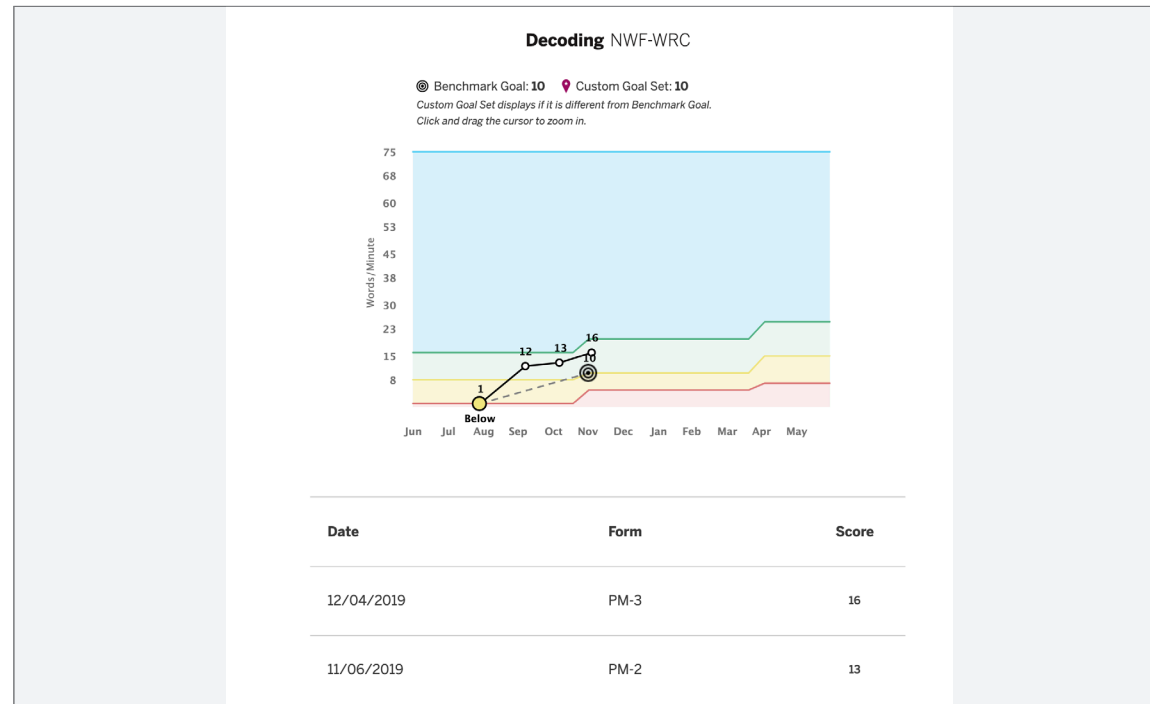 Decoding NWF-WRC
Benchmark Goal: 10 Custom Goal Set: 10
Custom Goal Set displays if it is different from Benchmark Goal.
Click and drag the cursor to zoom in.
75
68
60
53
45
38
30
23
15
8
Words/Minute
1
12
13
16
10
Below
Jun Jul Aug Sep Oct Nov Dec Jan Feb Mar Apr May
Date Form Score
12/04/2019 PM-3 16
11/06/2019 PM-2 13